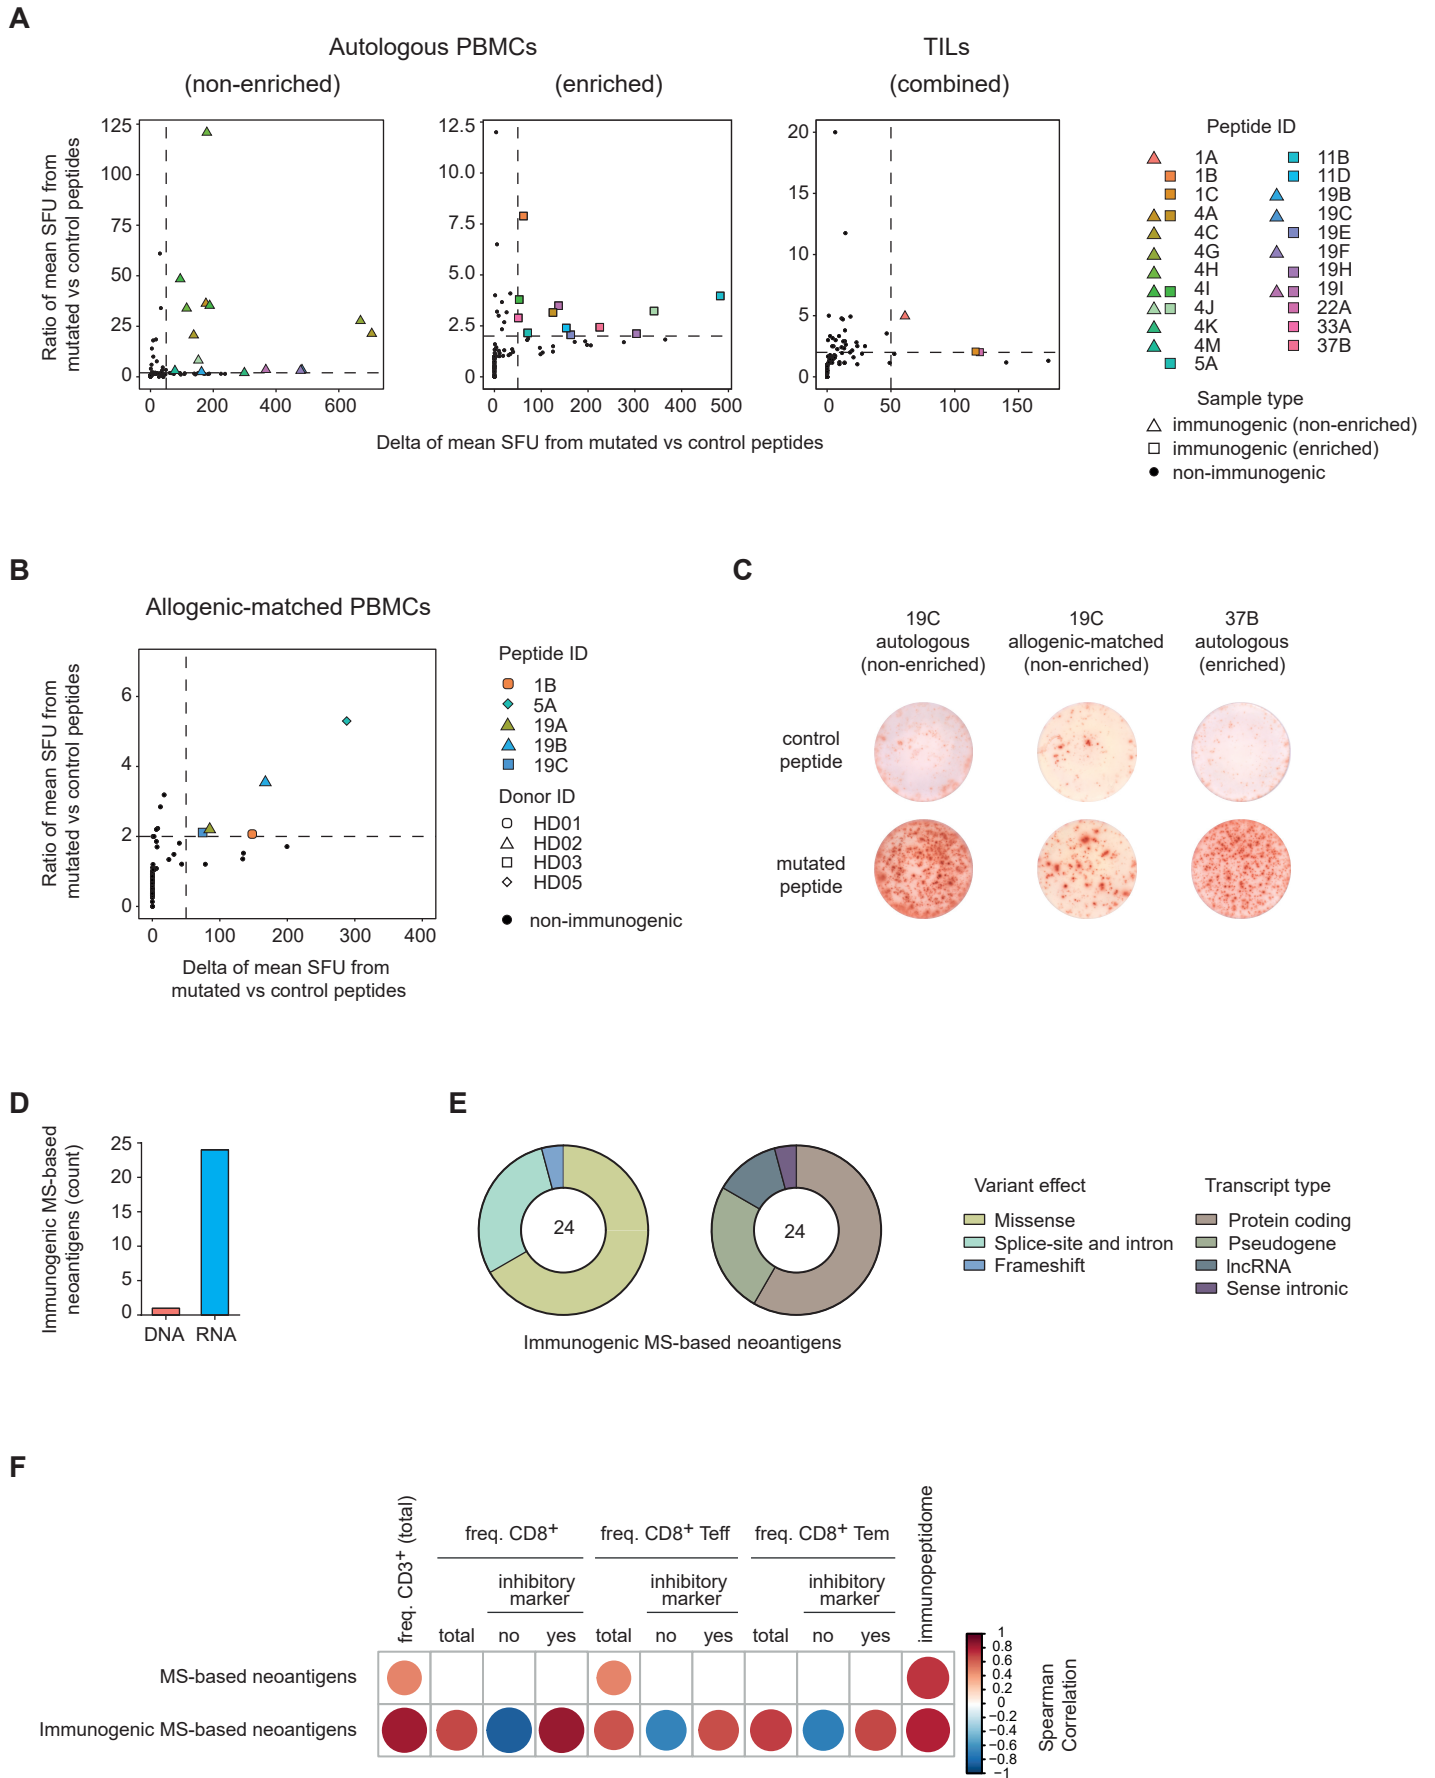 A
Autologous PBMCs
TILs
(non-enriched)
(enriched)
(combined)
Ratio of mean SFU from
mutated vs control peptides
125
100
75
50
25
0
0
200
400
600
12.5
10.0
7.5
5.0
2.5
0
0
100
200
300
400
500
20
15
10
5
0
0
50
100
150
Delta of mean SFU from mutated vs control peptides
Peptide ID
1A
1B
1C
4A
4C
4G
4H
4I
4J
4K
4M
5A
11B
11D
19B
19C
19E
19F
19H
19I
22A
33A
37B
Sample type
immunogenic (non-enriched)
immunogenic (enriched)
non-immunogenic
B
Allogenic-matched PBMCs
Ratio of mean SFU from
mutated vs control peptides
6
4
2
0
0
100
200
300
400
Delta of mean SFU from
mutated vs control peptides
Peptide ID
1B
5A
19A
19B
19C
Donor ID
HD01
HD02
HD03
HD05
non-immunogenic
C
19C
autologous
(non-enriched)
19C
allogenic-matched
(non-enriched)
37B
autologous
(enriched)
control
peptide
mutated
peptide
D
Immunogenic MS-based
neoantigens (count)
25
20
15
10
5
0
DNA
RNA
E
24
24
Immunogenic MS-based neoantigens
Variant effect
Missense
Splice-site and intron
Frameshift
Transcript type
Protein coding
Pseudogene
lncRNA
Sense intronic
F
freq. CD3+ (total)
freq. CD8+
freq. CD8+ Teff
freq. CD8+ Tem
immunopeptidome
inhibitory
marker
inhibitory
marker
inhibitory
marker
total
no
yes
total
no
yes
total
no
yes
MS-based neoantigens
Immunogenic MS-based neoantigens
1
0.8
0.6
0.4
0.2
0
−0.2
−0.4
−0.6
−0.8
−1
Spearman
Correlation